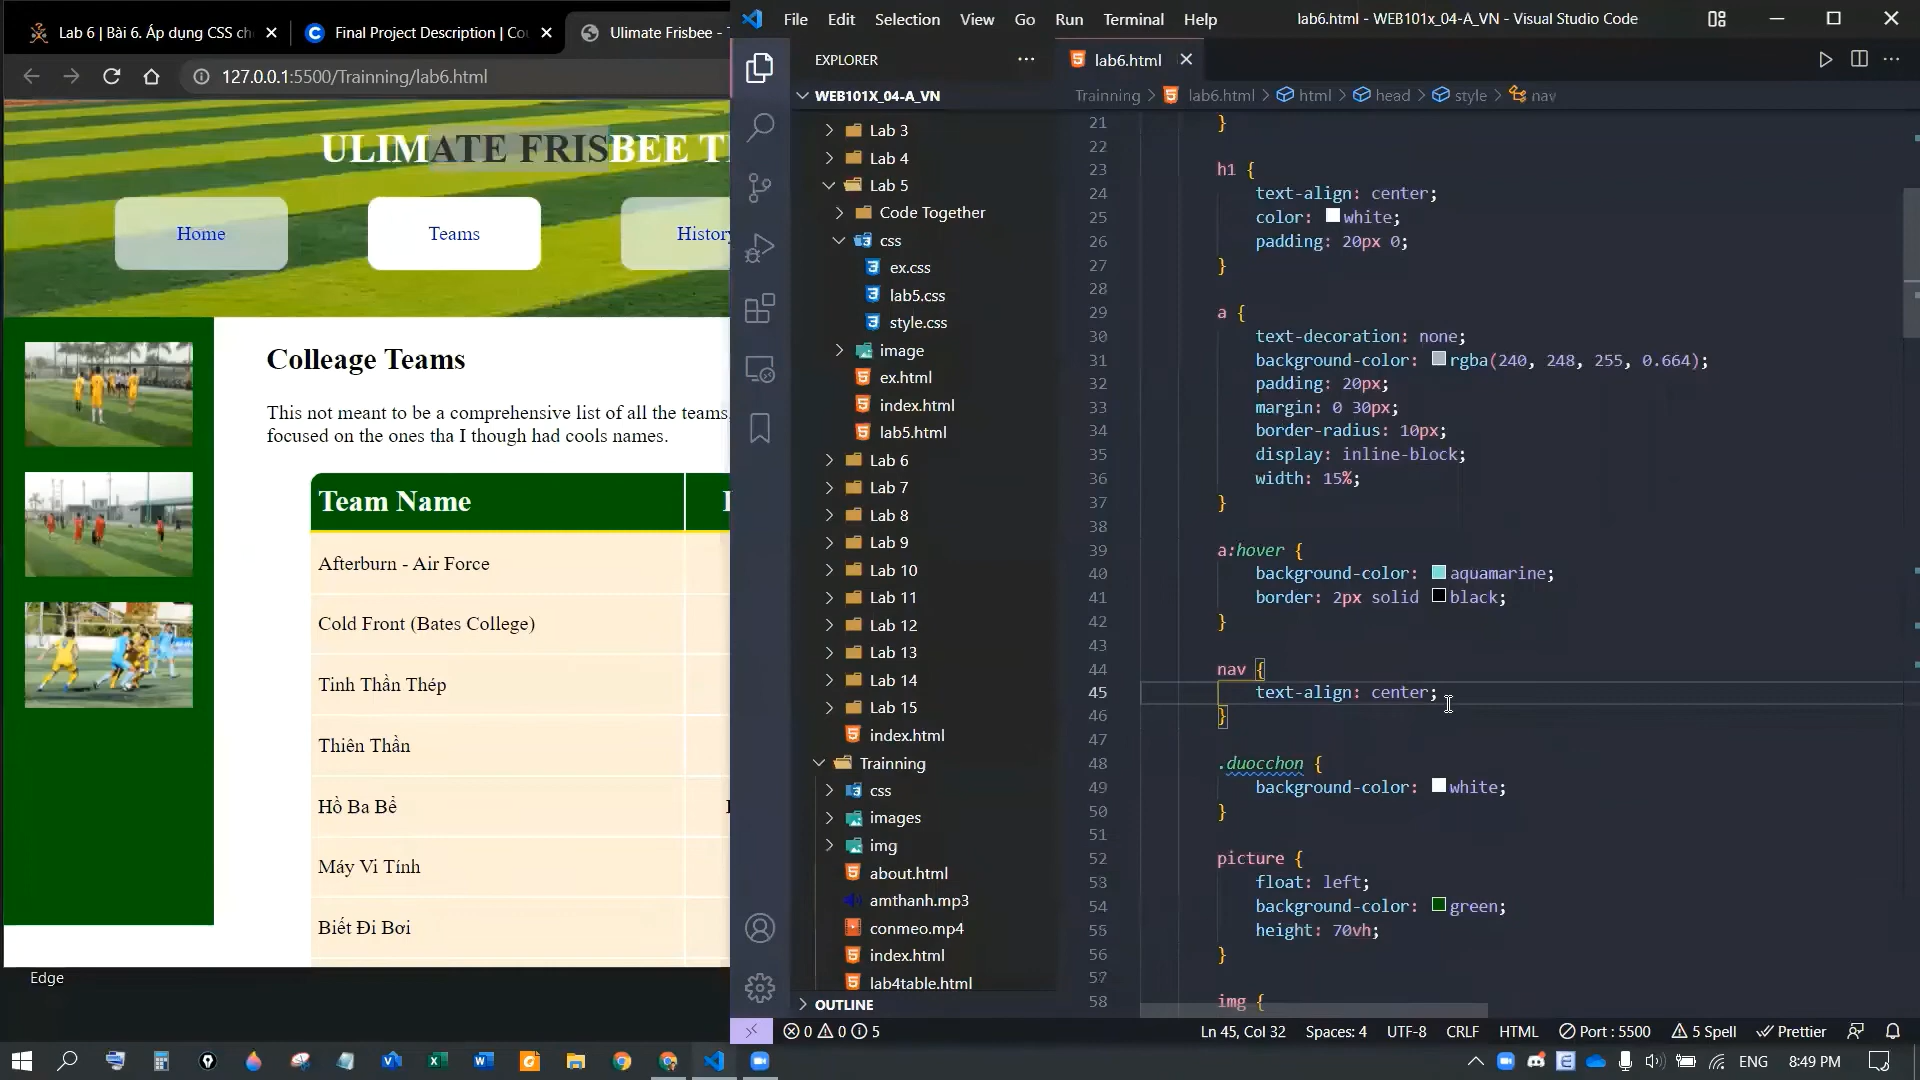 Lab 6 | Bài 6. Áp dụng CSS ch
Final Project Description | Cou
Ulimate Frisbee -
127.0.0.1:5500/Trainning/lab6.html
ULIMATE FRISBEE T
Home
Teams
History
Colleage Teams
This not meant to be a comprehensive list of all the teams,
focused on the ones tha I though had cools names.
Team Name
Afterburn - Air Force
Cold Front (Bates College)
Tinh Thần Thép
Thiên Thần
Hồ Ba Bể
Máy Vi Tính
Biết Đi Bơi
Edge
File Edit Selection View Go Run Terminal Help
lab6.html - WEB101x_04-A_VN - Visual Studio Code
EXPLORER
WEB101X_04-A_VN
Lab 3
Lab 4
Lab 5
Code Together
css
ex.css
lab5.css
style.css
image
ex.html
index.html
lab5.html
Lab 6
Lab 7
Lab 8
Lab 9
Lab 10
Lab 11
Lab 12
Lab 13
Lab 14
Lab 15
index.html
Trainning
css
images
img
about.html
amthanh.mp3
conmeo.mp4
index.html
lab4table.html
OUTLINE
lab6.html
Trainning > lab6.html > html > head > style > nav
21 }
22
23 h1 {
24 text-align: center;
25 color: white;
26 padding: 20px 0;
27 }
28
29 a {
30 text-decoration: none;
31 background-color: rgba(240, 248, 255, 0.664);
32 padding: 20px;
33 margin: 0 30px;
34 border-radius: 10px;
35 display: inline-block;
36 width: 15%;
37 }
38
39 a:hover {
40 background-color: aquamarine;
41 border: 2px solid black;
42 }
43
44 nav {
45 text-align: center;
46 }
47
48 .duocchon {
49 background-color: white;
50 }
51
52 picture {
53 float: left;
54 background-color: green;
55 height: 70vh;
56 }
57
58 img {
0 0 5
Ln 45, Col 32 Spaces: 4 UTF-8 CRLF HTML Port : 5500 5 Spell Prettier
ENG 8:49 PM